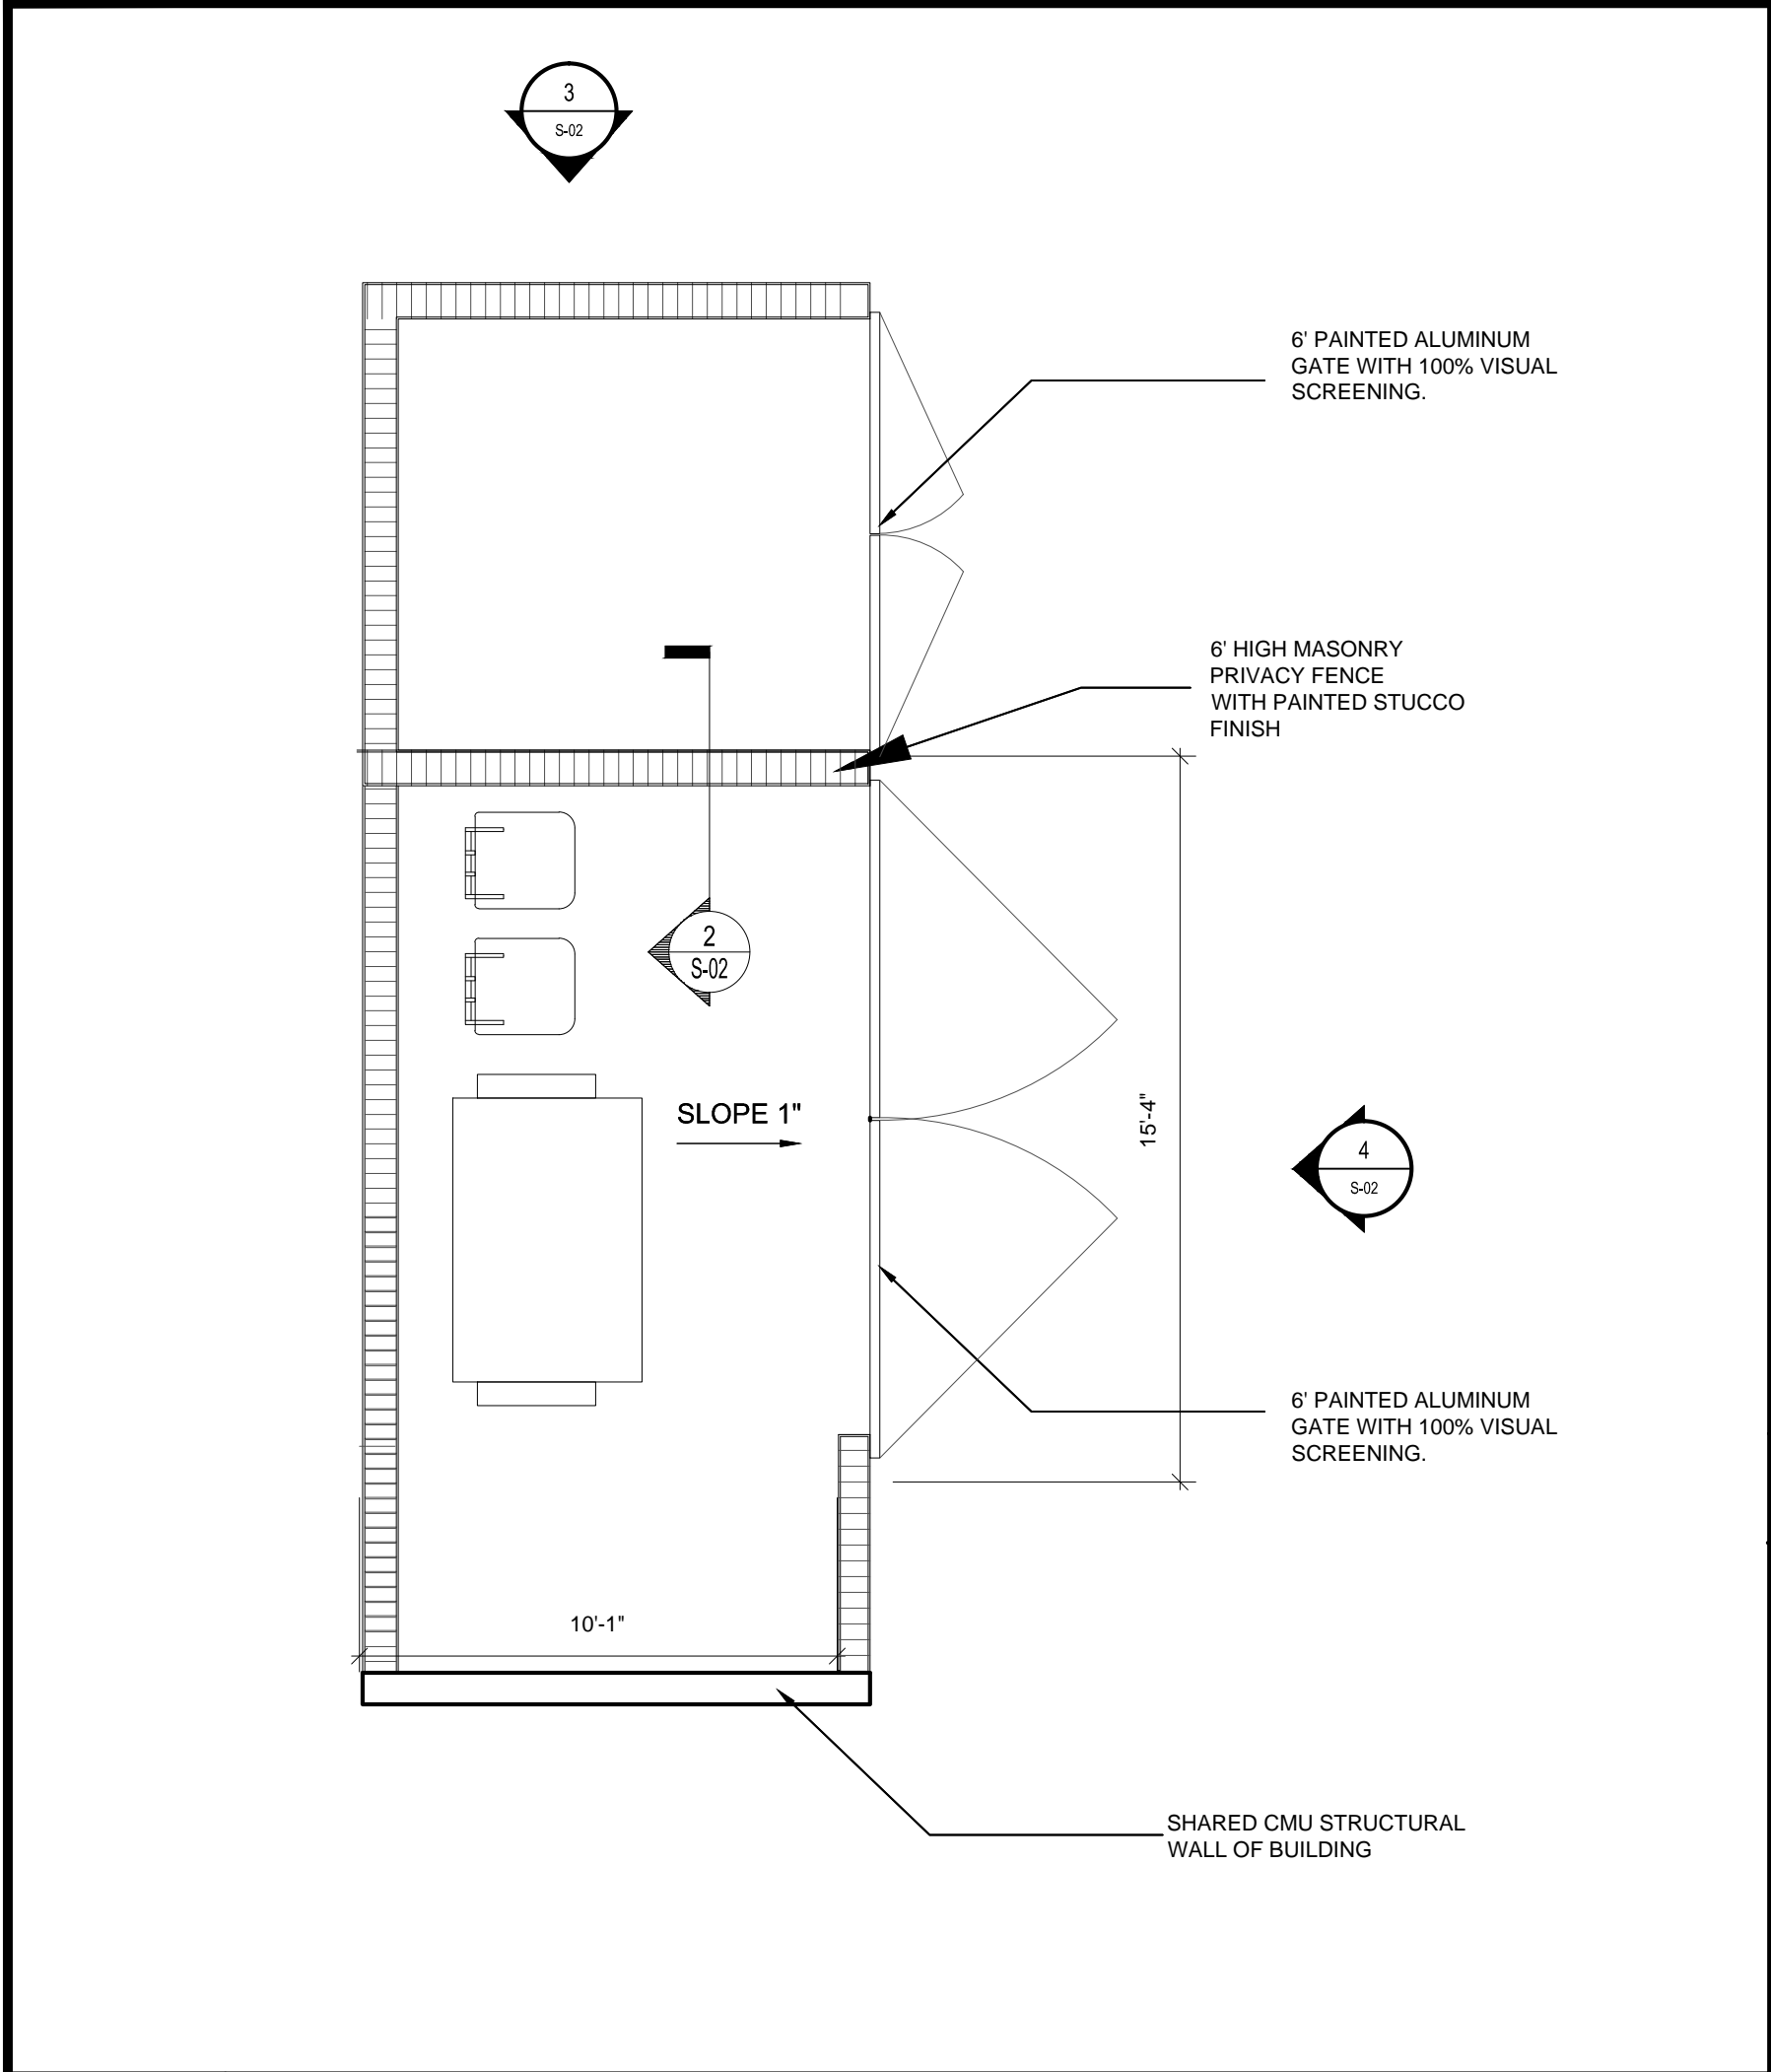 3
S-02
6' PAINTED ALUMINUM
GATE WITH 100% VISUAL
SCREENING.
6' HIGH MASONRY
PRIVACY FENCE
WITH PAINTED STUCCO
FINISH
2
S-02
SLOPE 1"
15'-4"
4
S-02
6' PAINTED ALUMINUM
GATE WITH 100% VISUAL
SCREENING.
10'-1"
SHARED CMU STRUCTURAL
WALL OF BUILDING